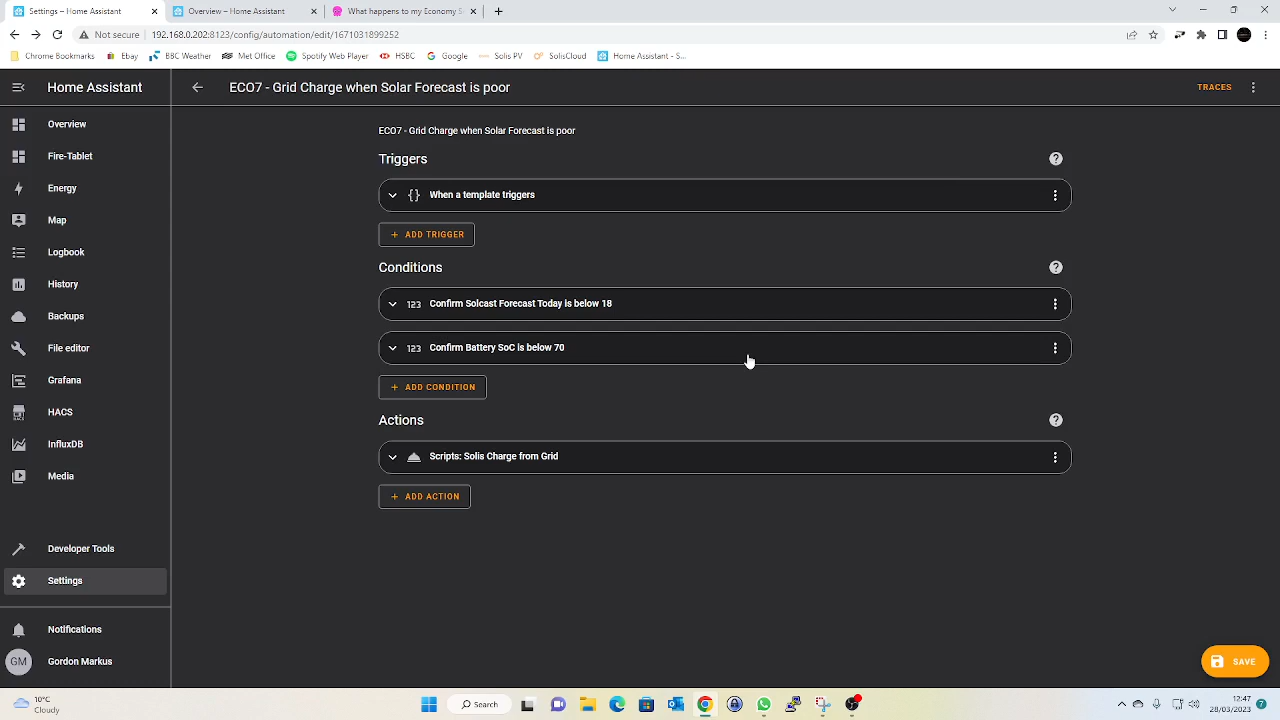 Settings – Home Assistant
Overview – Home Assistant
What happens to my Economy S
Not secure
192.168.0.202:8123/config/automation/edit/1671031899252
Chrome Bookmarks
Ebay
BBC Weather
Met Office
Spotify Web Player
HSBC
Google
Solis PV
SolisCloud
Home Assistant - S...
Home Assistant
ECO7 - Grid Charge when Solar Forecast is poor
TRACES
Overview
Fire-Tablet
Energy
Map
Logbook
History
Backups
File editor
Grafana
HACS
InfluxDB
Media
Developer Tools
Settings
Notifications
GM
Gordon Markus
ECO7 - Grid Charge when Solar Forecast is poor
Triggers
When a template triggers
+ ADD TRIGGER
Conditions
123 Confirm Solcast Forecast Today is below 18
123 Confirm Battery SoC is below 70
+ ADD CONDITION
Actions
Scripts: Solis Charge from Grid
+ ADD ACTION
SAVE
10°C
Cloudy
Search
12:47
28/03/2023